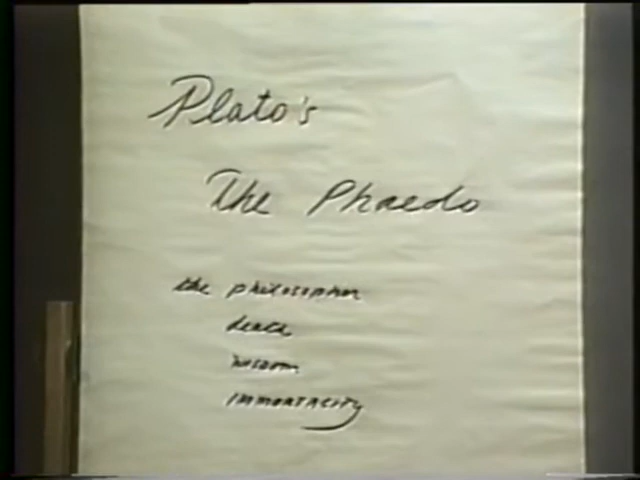 Plato's
The Phaedo
the philosopher
death
wisdom
immortality